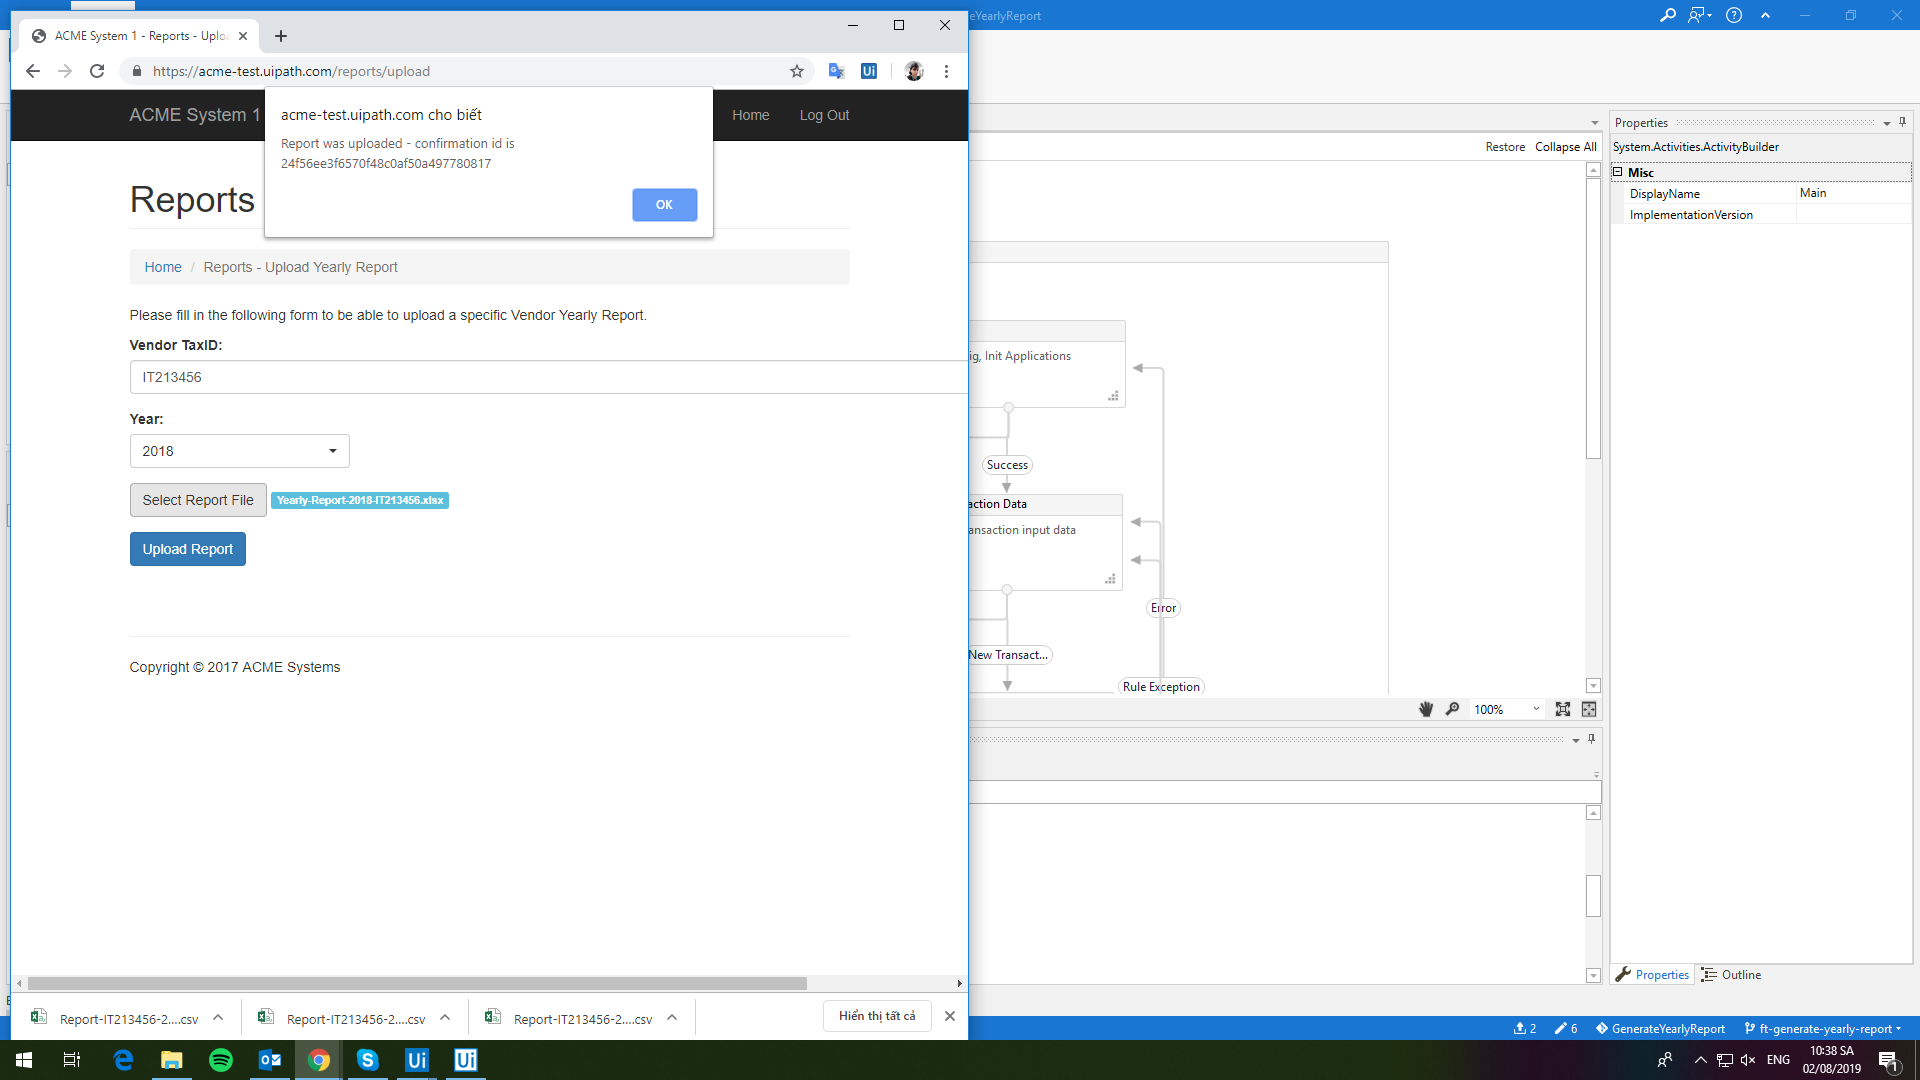 eYearlyReport
ACME System 1 - Reports - Uplo
https://acme-test.uipath.com/reports/upload
Ui
ACME System 1
Home
Log Out
acme-test.uipath.com cho biết
Report was uploaded - confirmation id is
24f56ee3f6570f48c0af50a497780817
OK
Reports
Home / Reports - Upload Yearly Report
Please fill in the following form to be able to upload a specific Vendor Yearly Report.
Vendor TaxID:
IT213456
Year:
2018
Select Report File
Yearly-Report-2018-IT213456.xlsx
Upload Report
Copyright © 2017 ACME Systems
Report-IT213456-2....csv
Report-IT213456-2....csv
Report-IT213456-2....csv
Hiển thị tất cả
Restore
Collapse All
ig, Init Applications
Success
action Data
ansaction input data
Error
New Transact...
Rule Exception
100%
Properties
System.Activities.ActivityBuilder
Misc
DisplayName
Main
ImplementationVersion
Properties
Outline
2
6
GenerateYearlyReport
ft-generate-yearly-report
Ui
Ui
ENG
10:38 SA
02/08/2019
1